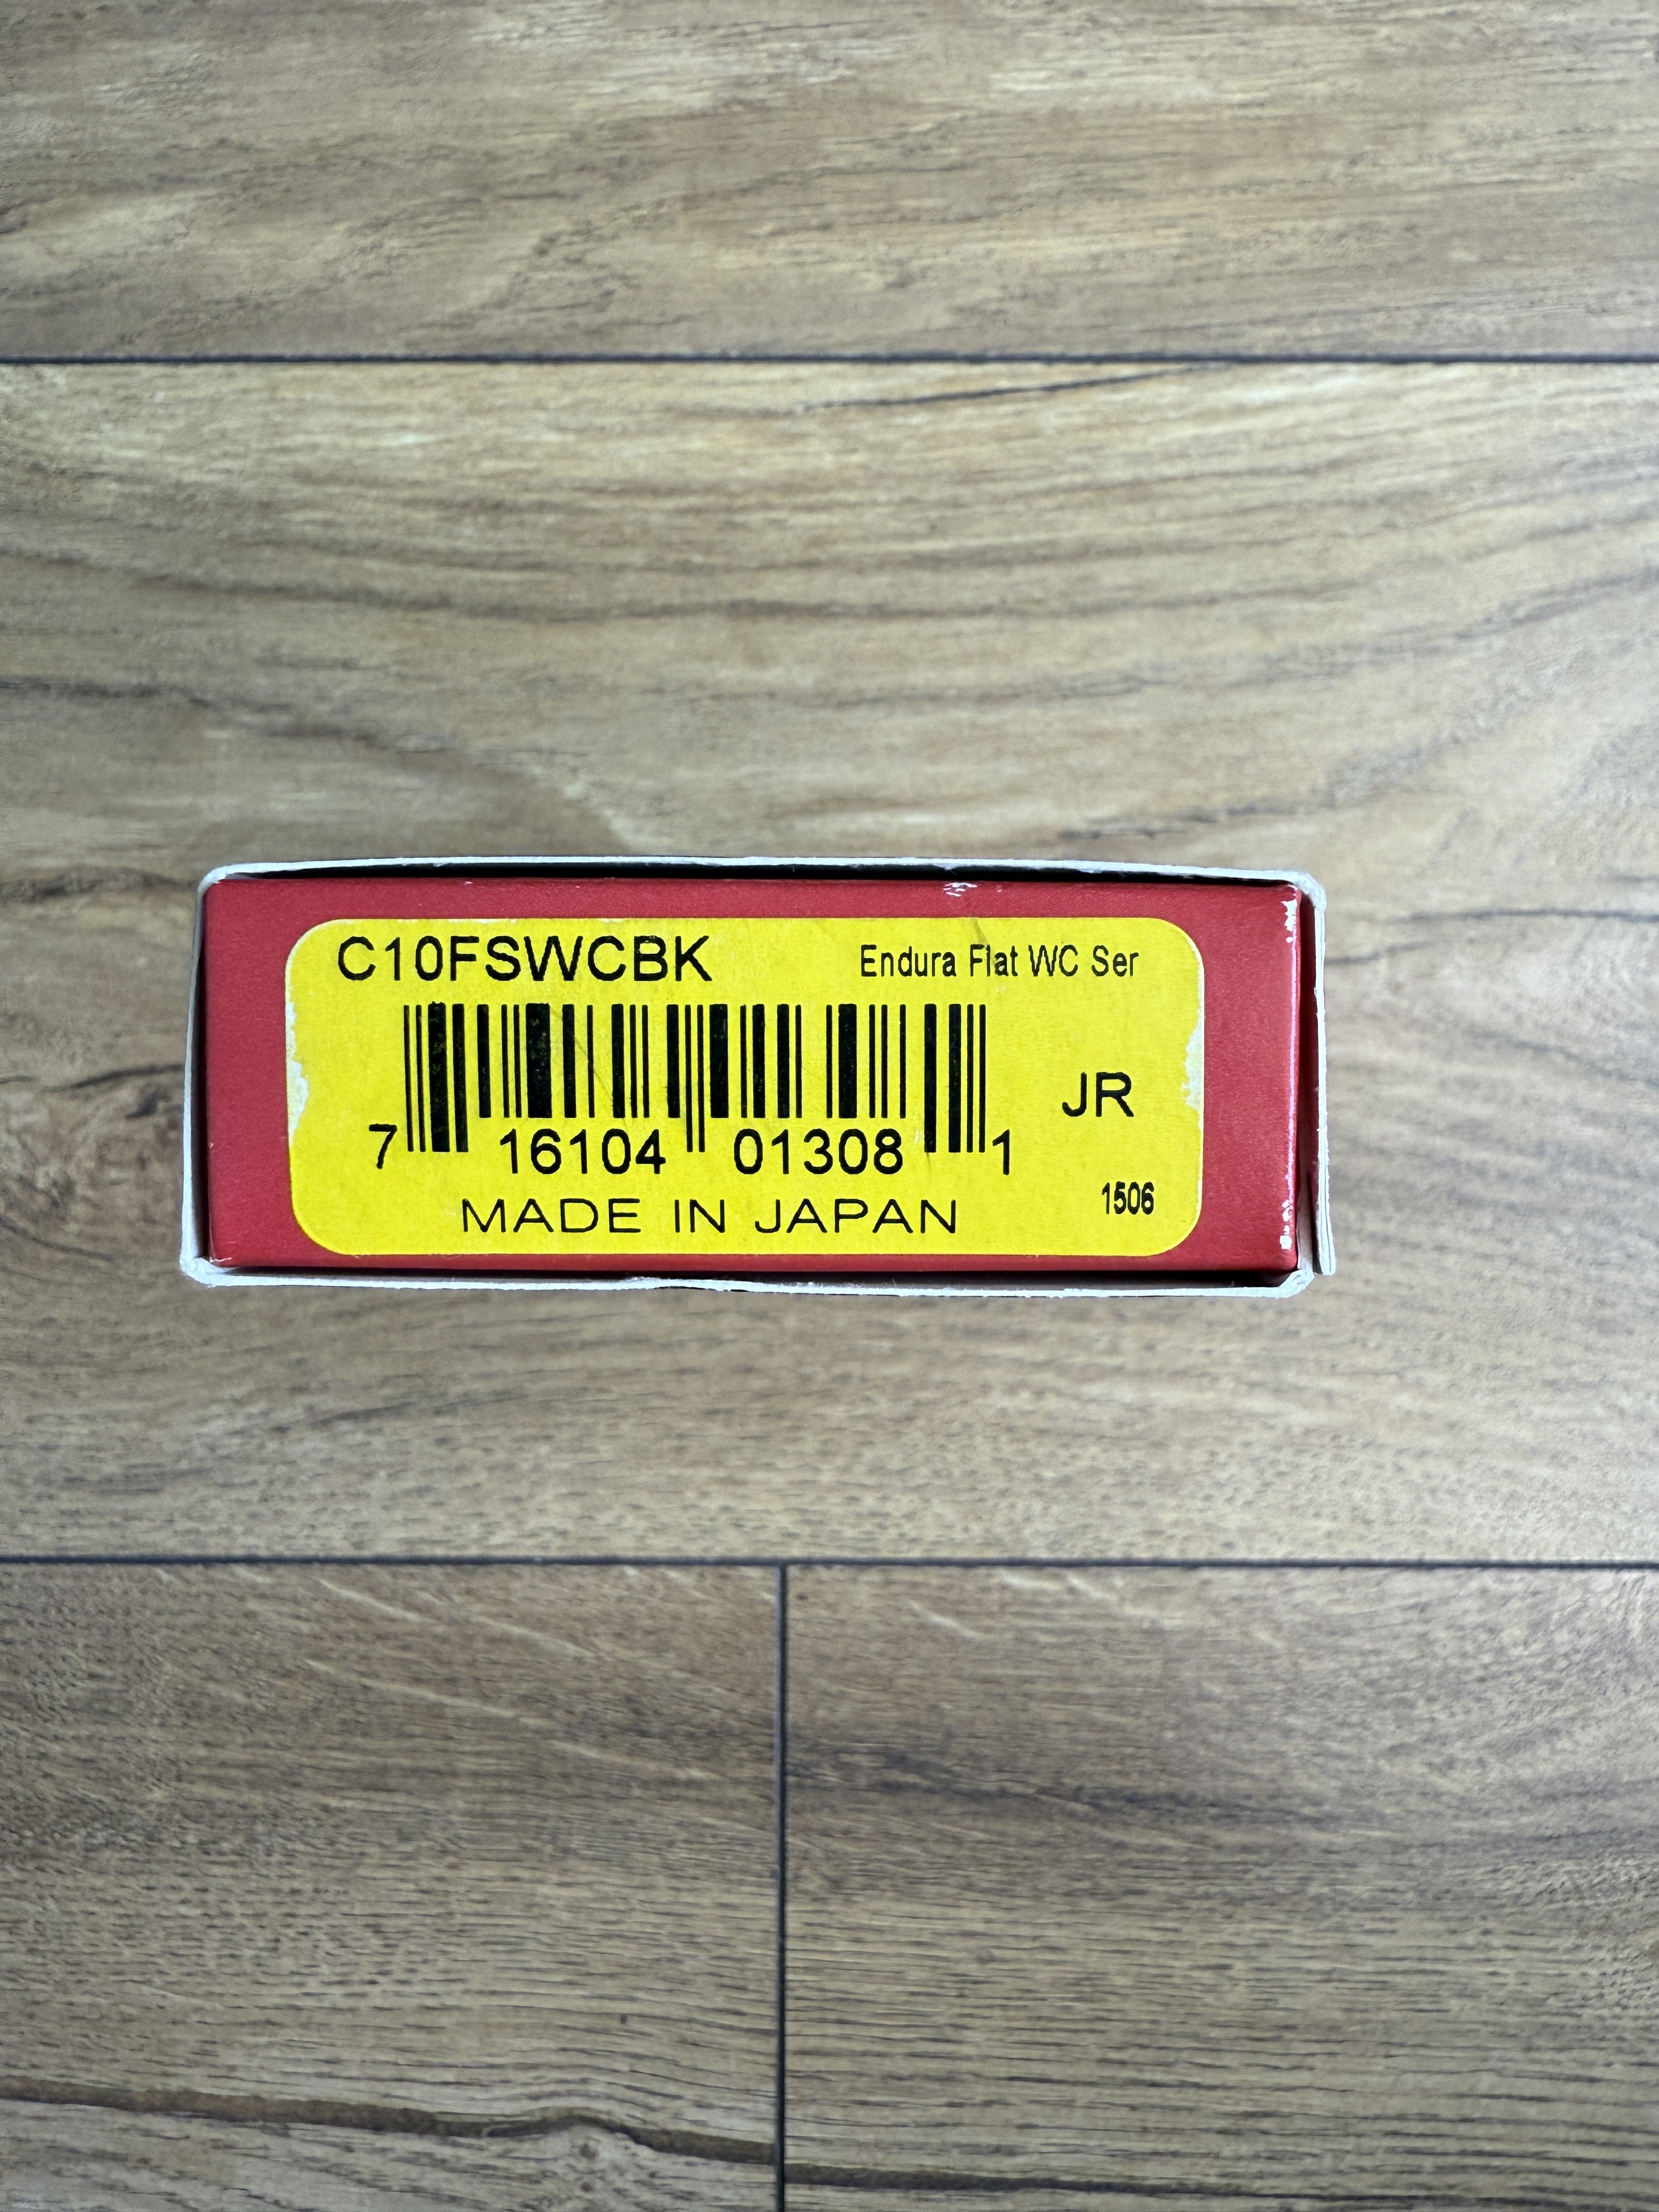 C10FSWCBK Endura Flat WC Ser
JR
7 16104 01308 1
MADE IN JAPAN
1506